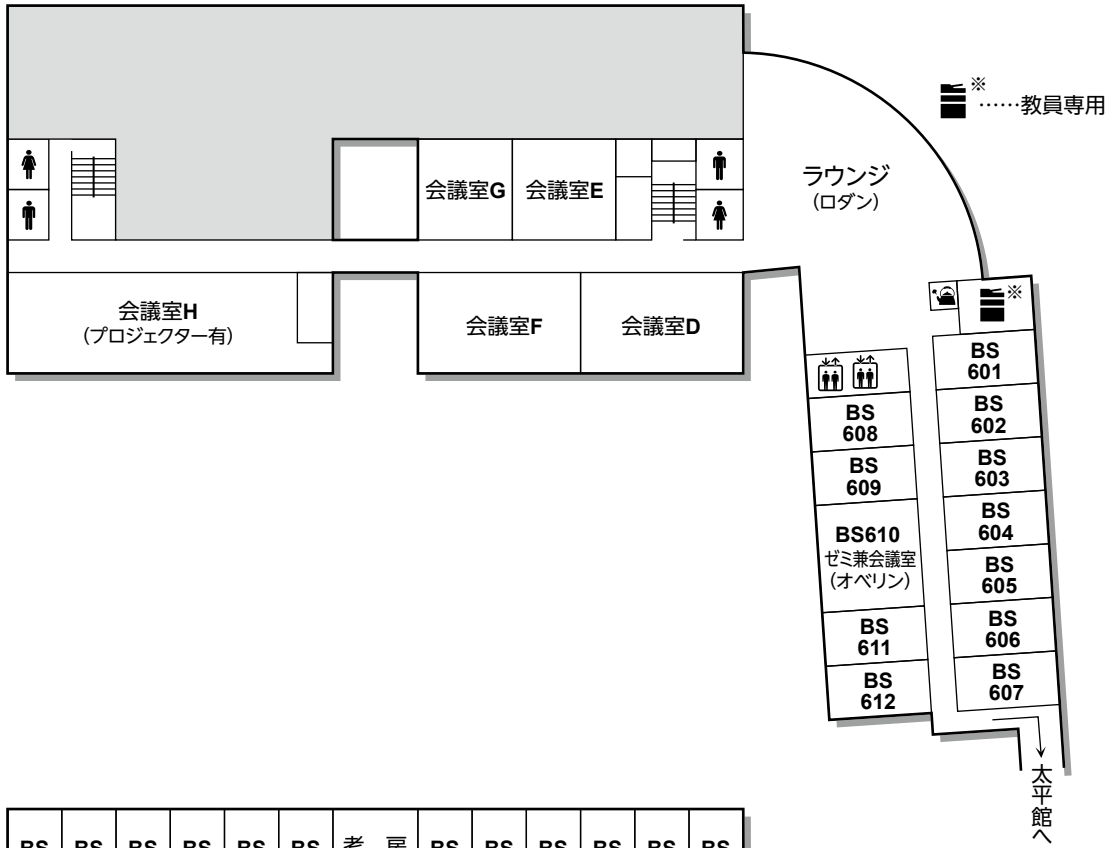 ※
……教員専用
ラウンジ
（ロダン）
会議室G
会議室E
会議室H
（プロジェクター有）
会議室F
会議室D
※
BS
601
BS
602
BS
603
BS
604
BS
605
BS
606
BS
607
BS
608
BS
609
BS610
ゼミ兼会議室
（オベリン）
BS
611
BS
612
太平館へ